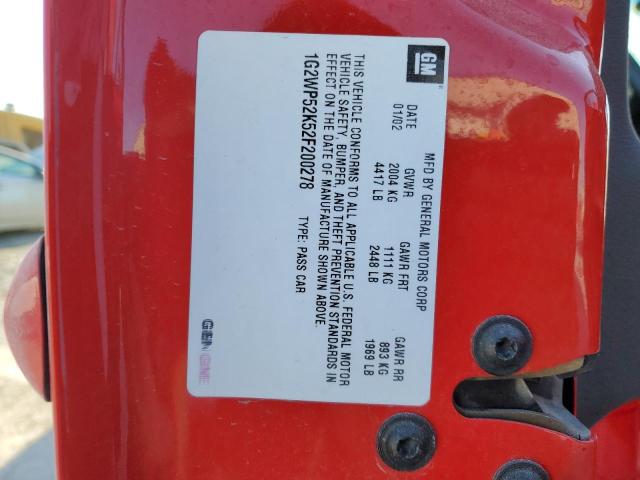 GM
MFD BY GENERAL MOTORS CORP
DATE GVWR GAWR FRT GAWR RR
01/02 2004 KG 1111 KG 893 KG
4417 LB 2448 LB 1969 LB
THIS VEHICLE CONFORMS TO ALL APPLICABLE U.S. FEDERAL MOTOR
VEHICLE SAFETY, BUMPER, AND THEFT PREVENTION STANDARDS IN
EFFECT ON THE DATE OF MANUFACTURE SHOWN ABOVE.
1G2WP52K52F200278 TYPE: PASS CAR